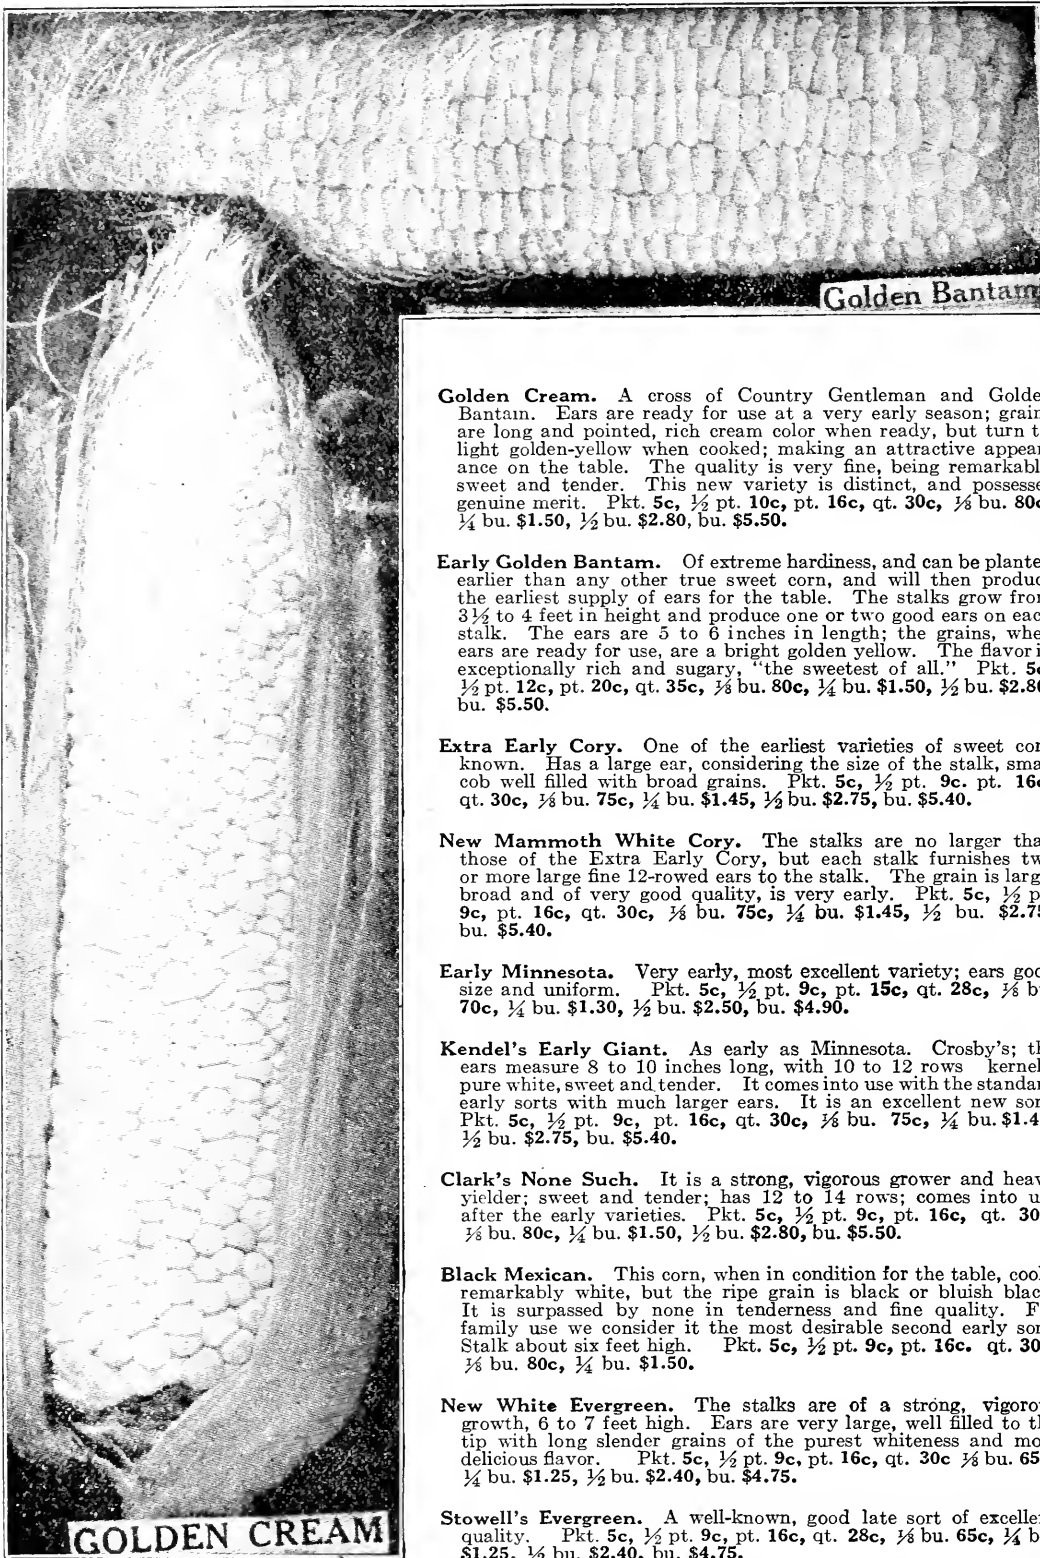 Golden Bantam
Golden Cream. A cross of Country Gentleman and Golde
Bantam. Ears are ready for use at a very early season; grain
are long and pointed, rich cream color when ready, but turn t
light golden-yellow when cooked; making an attractive appear
ance on the table. The quality is very fine, being remarkabl
sweet and tender. This new variety is distinct, and possesse
genuine merit. Pkt. 5c, ½ pt. 10c, pt. 16c, qt. 30c, ⅛ bu. 80c
¼ bu. $1.50, ½ bu. $2.80, bu. $5.50.
Early Golden Bantam. Of extreme hardiness, and can be plante
earlier than any other true sweet corn, and will then produc
the earliest supply of ears for the table. The stalks grow from
3½ to 4 feet in height and produce one or two good ears on eac
stalk. The ears are 5 to 6 inches in length; the grains, whe
ears are ready for use, are a bright golden yellow. The flavor i
exceptionally rich and sugary, "the sweetest of all." Pkt. 5c
½ pt. 12c, pt. 20c, qt. 35c, ⅛ bu. 80c, ¼ bu. $1.50, ½ bu. $2.80
bu. $5.50.
Extra Early Cory. One of the earliest varieties of sweet cor
known. Has a large ear, considering the size of the stalk, sma
cob well filled with broad grains. Pkt. 5c, ½ pt. 9c. pt. 16c
qt. 30c, ⅛ bu. 75c, ¼ bu. $1.45, ½ bu. $2.75, bu. $5.40.
New Mammoth White Cory. The stalks are no larger tha
those of the Extra Early Cory, but each stalk furnishes tw
or more large fine 12-rowed ears to the stalk. The grain is larg
broad and of very good quality, is very early. Pkt. 5c, ½ p
9c, pt. 16c, qt. 30c, ⅛ bu. 75c, ¼ bu. $1.45, ½ bu. $2.75
bu. $5.40.
Early Minnesota. Very early, most excellent variety; ears goo
size and uniform. Pkt. 5c, ½ pt. 9c, pt. 15c, qt. 28c, ⅛ b
70c, ¼ bu. $1.30, ½ bu. $2.50, bu. $4.90.
Kendel's Early Giant. As early as Minnesota. Crosby's; th
ears measure 8 to 10 inches long, with 10 to 12 rows kernel
pure white, sweet and tender. It comes into use with the standar
early sorts with much larger ears. It is an excellent new sor
Pkt. 5c, ½ pt. 9c, pt. 16c, qt. 30c, ⅛ bu. 75c, ¼ bu. $1.4
½ bu. $2.75, bu. $5.40.
Clark's None Such. It is a strong, vigorous grower and heav
yielder; sweet and tender; has 12 to 14 rows; comes into u
after the early varieties. Pkt. 5c, ½ pt. 9c, pt. 16c, qt. 30
⅛ bu. 80c, ¼ bu. $1.50, ½ bu. $2.80, bu. $5.50.
Black Mexican. This corn, when in condition for the table, cook
remarkably white, but the ripe grain is black or bluish blac
It is surpassed by none in tenderness and fine quality. F
family use we consider it the most desirable second early sor
Stalk about six feet high. Pkt. 5c, ½ pt. 9c, pt. 16c. qt. 30
⅛ bu. 80c, ¼ bu. $1.50.
New White Evergreen. The stalks are of a strong, vigoro
growth, 6 to 7 feet high. Ears are very large, well filled to th
tip with long slender grains of the purest whiteness and mo
delicious flavor. Pkt. 5c, ½ pt. 9c, pt. 16c, qt. 30c ⅛ bu. 65
¼ bu. $1.25, ½ bu. $2.40, bu. $4.75.
Stowell's Evergreen. A well-known, good late sort of excelle
quality. Pkt. 5c, ½ pt. 9c, pt. 16c, qt. 28c, ⅛ bu. 65c, ¼ b
$1.25, ½ bu. $2.40, bu. $4.75.
GOLDEN CREAM